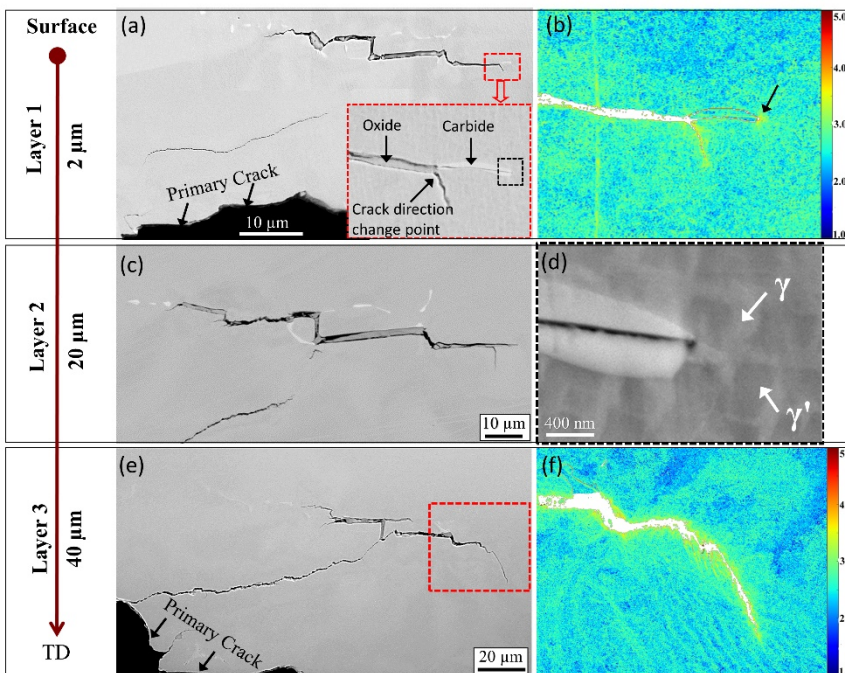 Surface
Layer 1
2 µm
Layer 2
20 µm
Layer 3
40 µm
TD
(a)
Oxide
Carbide
Crack direction
change point
Primary Crack
10 µm
(b)
5.0
4.0
3.0
2.0
1.0
(c)
10 µm
(d)
γ
γ'
400 nm
(e)
Primary Crack
20 µm
(f)
5
4
3
2
1